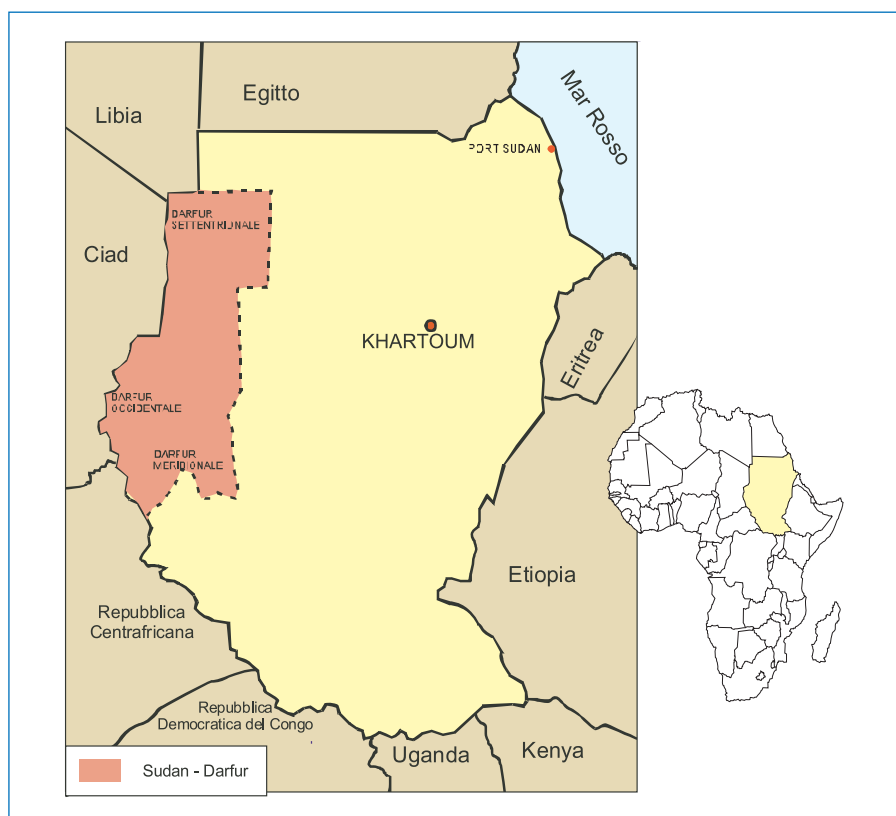 Egitto
Libia
Mar Rosso
PORT SUDAN
DARFUR
SETTENTRIONALE
Ciad
KHARTOUM
Eritrea
DARFUR
OCCIDENTALE
DARFUR
MERIDIONALE
Etiopia
Repubblica
Centrafricana
Repubblica
Democratica del Congo
Uganda
Kenya
Sudan - Darfur